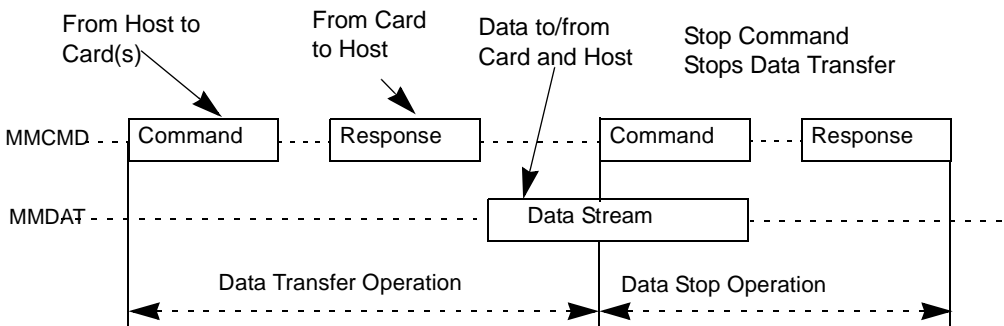 From Host to
Card(s)
From Card
to Host
Data to/from
Card and Host
Stop Command
Stops Data Transfer
MMCMD
Command
Response
Command
Response
MMDAT
Data Stream
Data Transfer Operation
Data Stop Operation